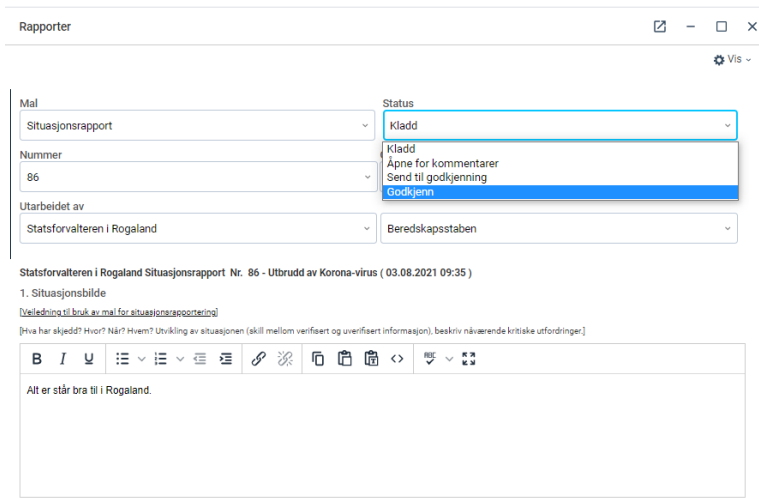 Rapporter
Vis
Mal
Status
Situasjonsrapport
Kladd
Kladd
Åpne for kommentarer
Send til godkjenning
Godkjenn
Nummer
86
Utarbeidet av
Statsforvalteren i Rogaland
Beredskapsstaben
Statsforvalteren i Rogaland Situasjonsrapport Nr. 86 - Utbrudd av Korona-virus ( 03.08.2021 09:35 )
1. Situasjonsbilde
[Veiledning til bruk av mal for situasjonsrapportering]
[Hva har skjedd? Hvor? Når? Hvem? Utvikling av situasjonen (skill mellom verifisert og uverifisert informasjon), beskriv nåværende kritiske utfordringer.]
B I U ABC
Alt er står bra til i Rogaland.